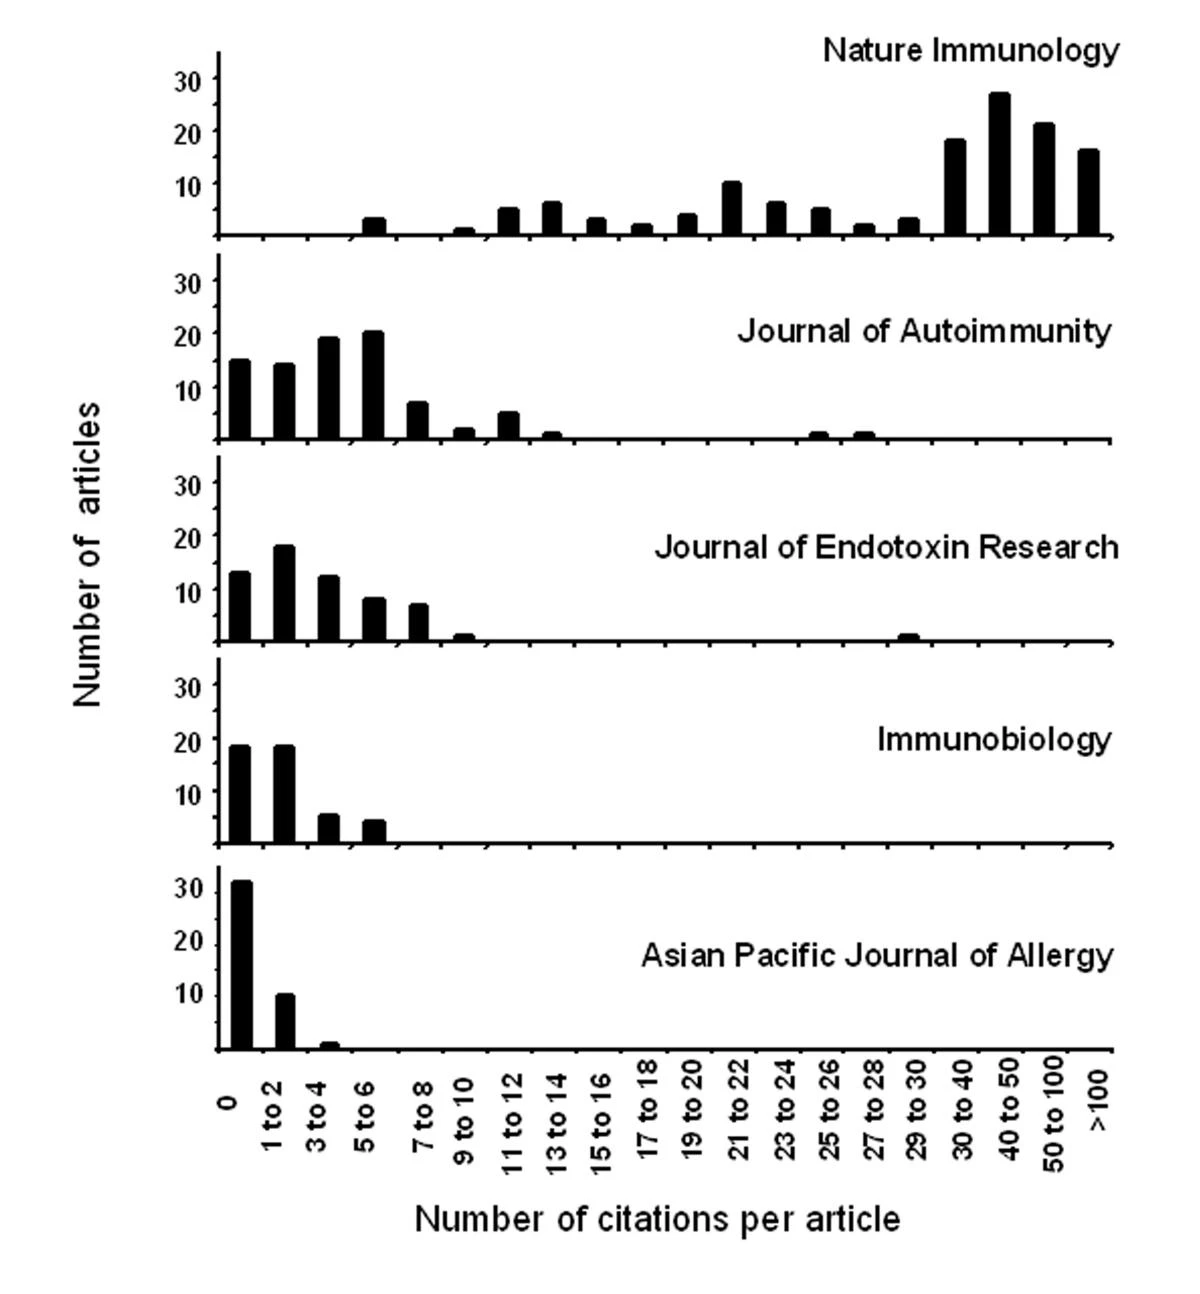 Nature Immunology
30
20
10
Journal of Autoimmunity
30
20
10
Number of articles
Journal of Endotoxin Research
30
20
10
Immunobiology
30
20
10
Asian Pacific Journal of Allergy
30
20
10
0
1 to 2
3 to 4
5 to 6
7 to 8
9 to 10
11 to 12
13 to 14
15 to 16
17 to 18
19 to 20
21 to 22
23 to 24
25 to 26
27 to 28
29 to 30
30 to 40
40 to 50
50 to 100
>100
Number of citations per article